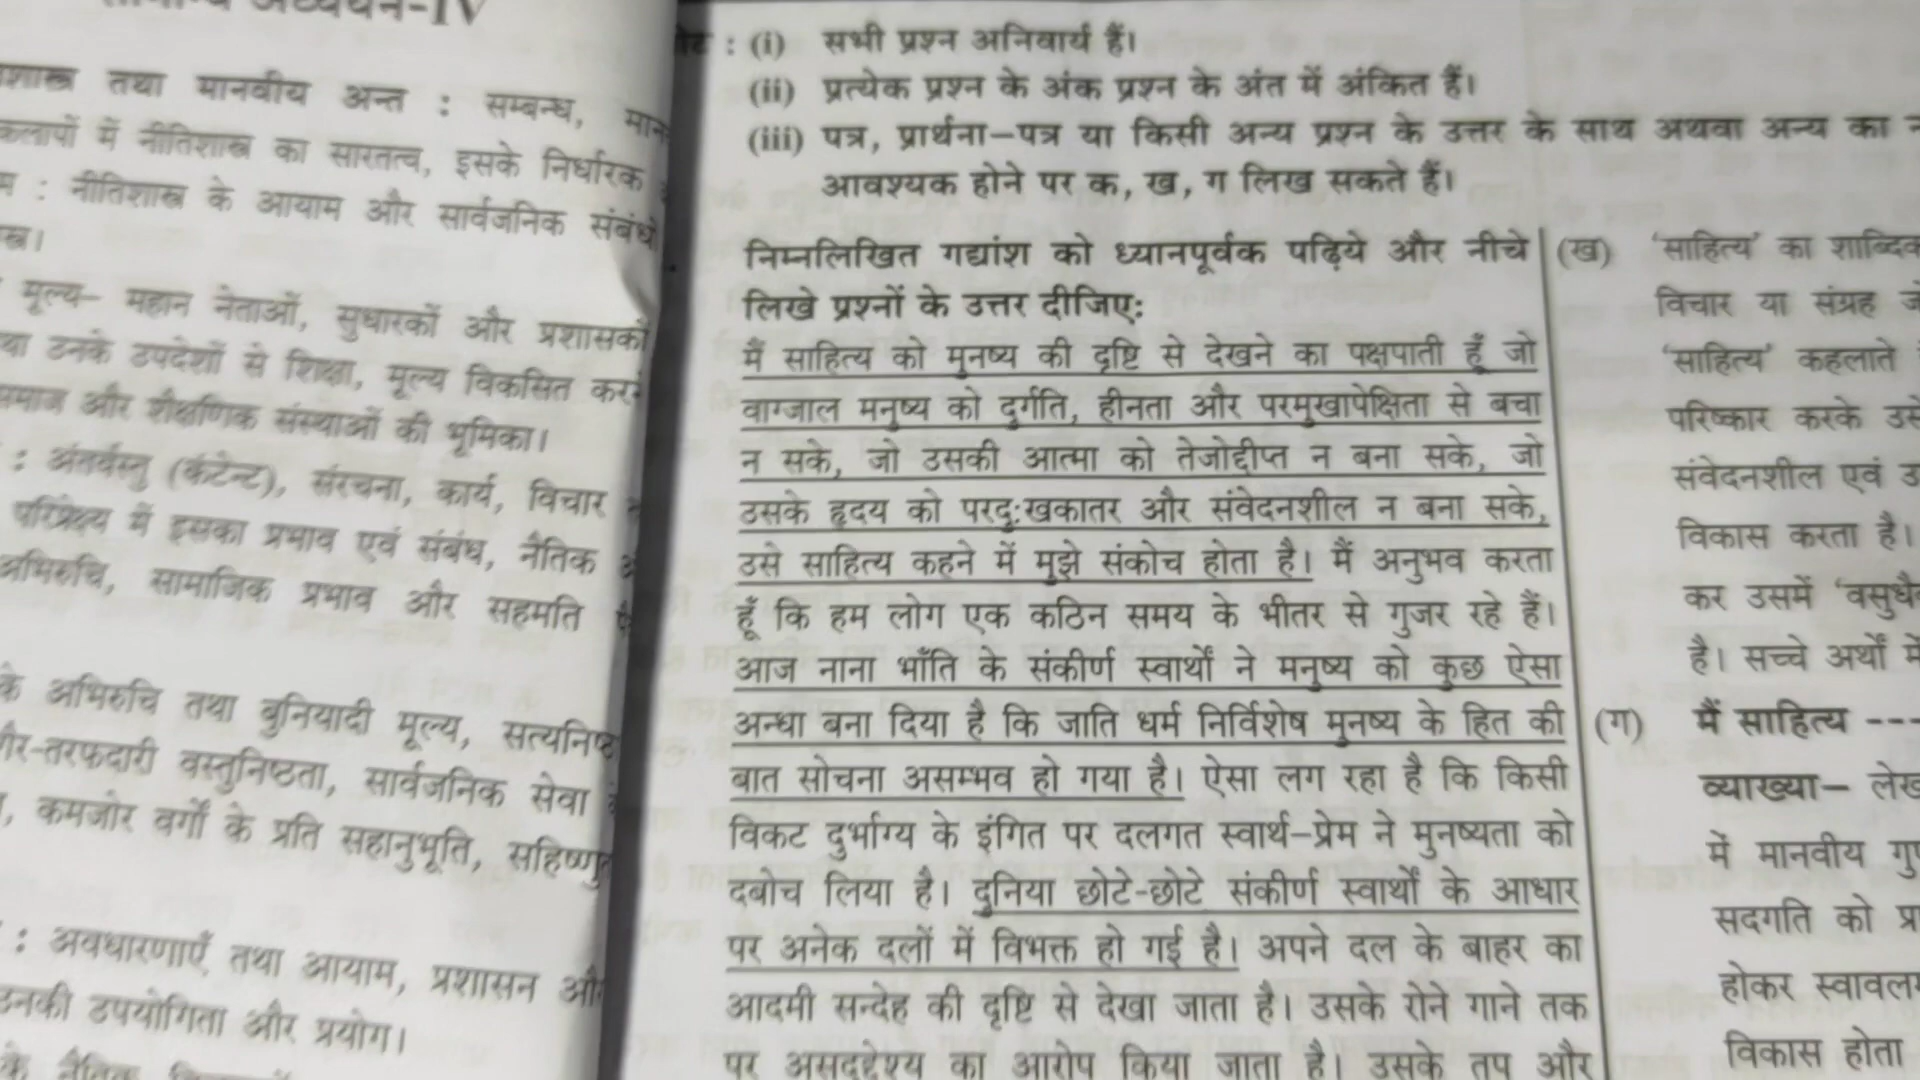 सामान्य अध्ययन-IV
तथा मानवीय अन्त : सम्बन्ध,
में नीतिशास्त्र का सारतत्व, इसके निर्धारक
: नीतिशास्त्र के आयाम और सार्वजनिक संबंधों
मूल्य- महान नेताओं, सुधारकों और प्रशासकों
उनके उपदेशों से शिक्षा, मूल्य विकसित करने
और शैक्षणिक संस्थाओं की भूमिका।
: अंतर्वस्तु (कंटेन्ट), संरचना, कार्य, विचार
परिप्रेक्ष्य में इसका प्रभाव एवं संबंध, नैतिक
अभिरुचि, सामाजिक प्रभाव और सहमति
के अभिरुचि तथा बुनियादी मूल्य, सत्यनिष्ठ
गैर-तरफदारी वस्तुनिष्ठता, सार्वजनिक सेवा
, कमजोर वर्गों के प्रति सहानुभूति, सहिष्णुत
: अवधारणाएँ तथा आयाम, प्रशासन और
उनकी उपयोगिता और प्रयोग।
के नैतिक
: (i) सभी प्रश्न अनिवार्य हैं।
(ii) प्रत्येक प्रश्न के अंक प्रश्न के अंत में अंकित हैं।
(iii) पत्र, प्रार्थना–पत्र या किसी अन्य प्रश्न के उत्तर के साथ अथवा अन्य का
आवश्यक होने पर क, ख, ग लिख सकते हैं।
निम्नलिखित गद्यांश को ध्यानपूर्वक पढ़िये और नीचे
लिखे प्रश्नों के उत्तर दीजिए:
मैं साहित्य को मुनष्य की दृष्टि से देखने का पक्षपाती हूँ जो
वाग्जाल मनुष्य को दुर्गति, हीनता और परमुखापेक्षिता से बचा
न सके, जो उसकी आत्मा को तेजोद्दीप्त न बना सके, जो
उसके हृदय को परदुःखकातर और संवेदनशील न बना सके,
उसे साहित्य कहने में मुझे संकोच होता है। मैं अनुभव करता
हूँ कि हम लोग एक कठिन समय के भीतर से गुजर रहे हैं।
आज नाना भाँति के संकीर्ण स्वार्थों ने मनुष्य को कुछ ऐसा
अन्धा बना दिया है कि जाति धर्म निर्विशेष मुनष्य के हित की
बात सोचना असम्भव हो गया है। ऐसा लग रहा है कि किसी
विकट दुर्भाग्य के इंगित पर दलगत स्वार्थ–प्रेम ने मुनष्यता को
दबोच लिया है। दुनिया छोटे-छोटे संकीर्ण स्वार्थों के आधार
पर अनेक दलों में विभक्त हो गई है। अपने दल के बाहर का
आदमी सन्देह की दृष्टि से देखा जाता है। उसके रोने गाने तक
पर असद्उद्देश्य का आरोप किया जाता है। उसके तप और
(ख) 'साहित्य' का शाब्दिक
विचार या संग्रह
'साहित्य' कहलाते
परिष्कार करके उसे
संवेदनशील एवं
विकास करता है।
कर उसमें 'वसुधैव
है। सच्चे अर्थों में
(ग) मैं साहित्य ---
व्याख्या–
में मानवीय
सदगति को
होकर
विकास होता